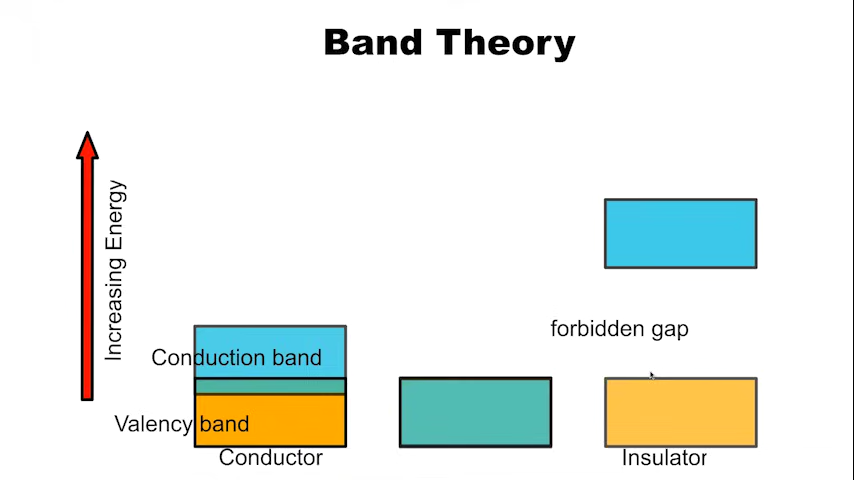 Band Theory
Increasing Energy
forbidden gap
Conduction band
Valency band
Conductor
Insulator